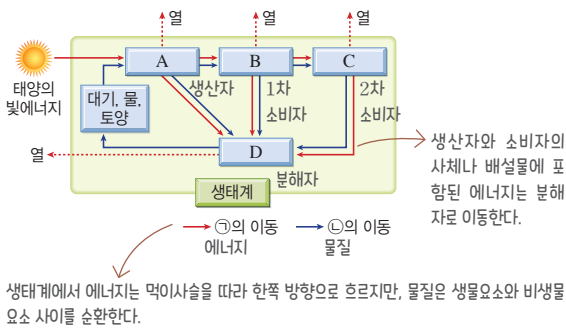 열 열 열
A B C
태양의
빛에너지
생산자 1차
소비자
2차
소비자
대기, 물,
토양
열
D
분해자
생태계
생산자와 소비자의
사체나 배설물에 포
함된 에너지는 분해
자로 이동한다.
㉠의 이동 ㉡의 이동
에너지 물질
생태계에서 에너지는 먹이사슬을 따라 한쪽 방향으로 흐르지만, 물질은 생물요소와 비생물
요소 사이를 순환한다.